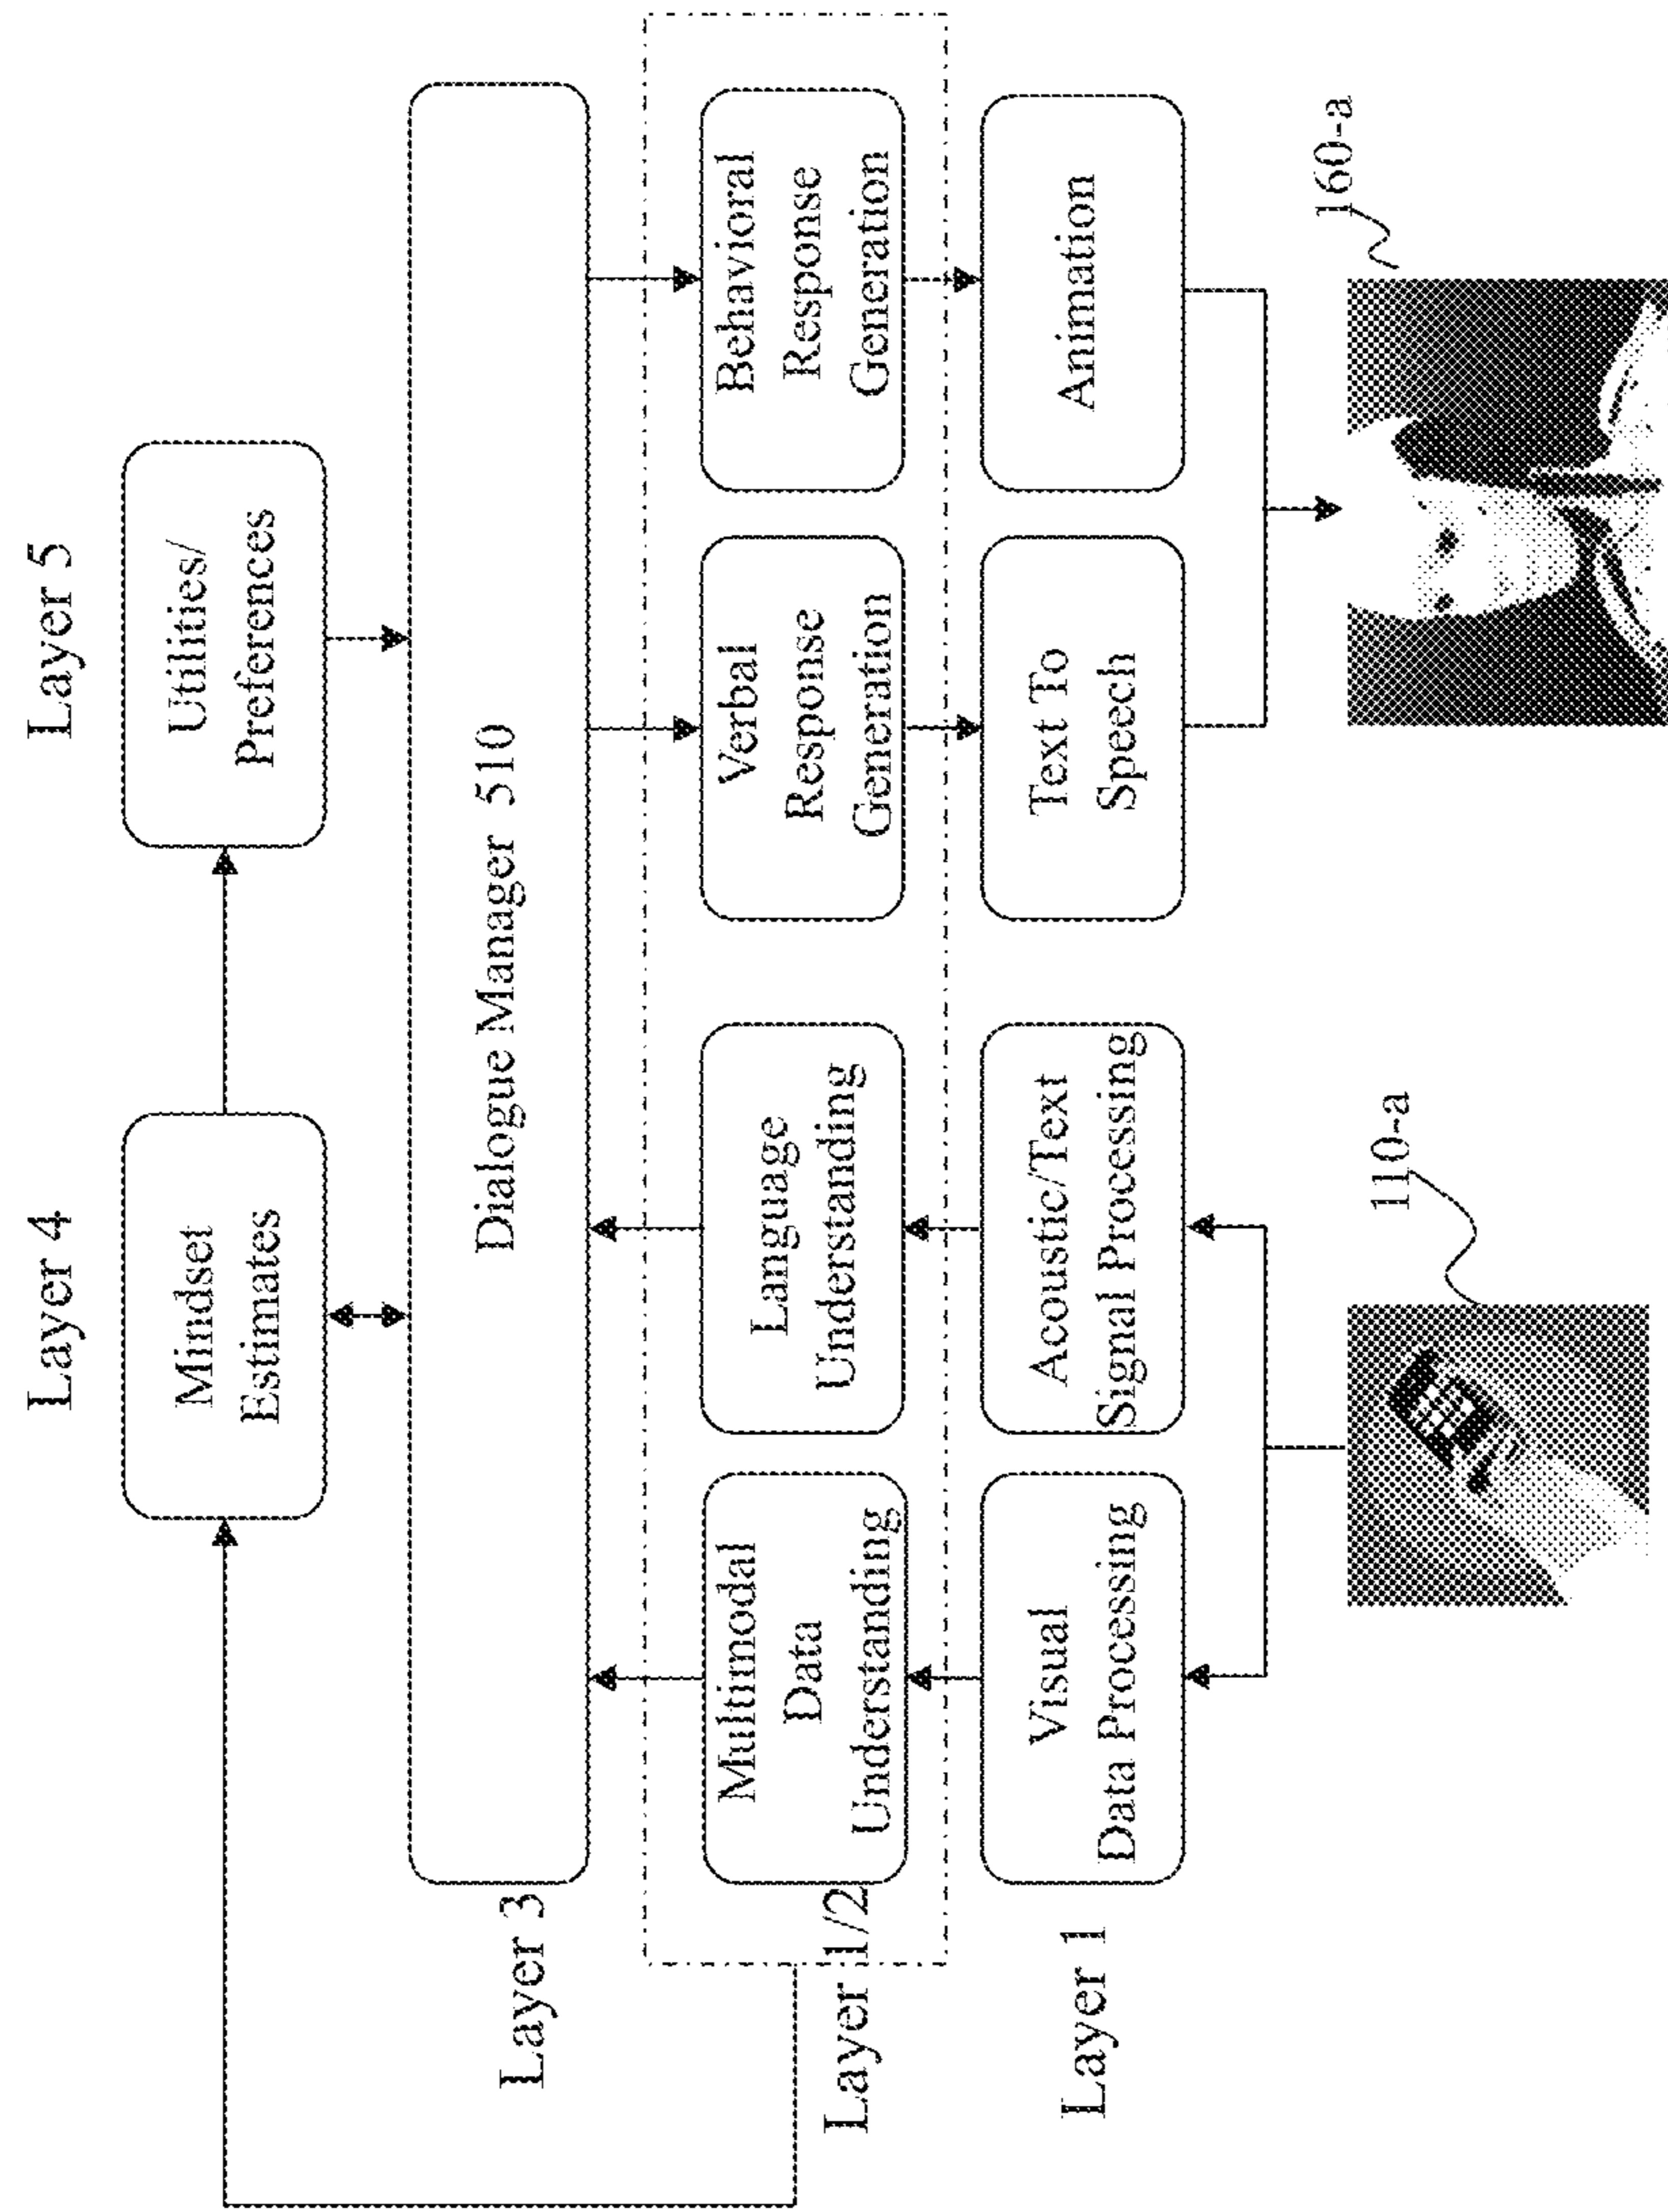 Layer 4
Layer 5
Mindset
Estimates
Utilities/
Preferences
Layer 3
Dialogue Manager 510
Layer 1/2
Multimodal
Data
Understanding
Language
Understanding
Verbal
Response
Generation
Behavioral
Response
Generation
Layer 1
Visual
Data Processing
Acoustic/Text
Signal Processing
Text To
Speech
Animation
110-a
160-a